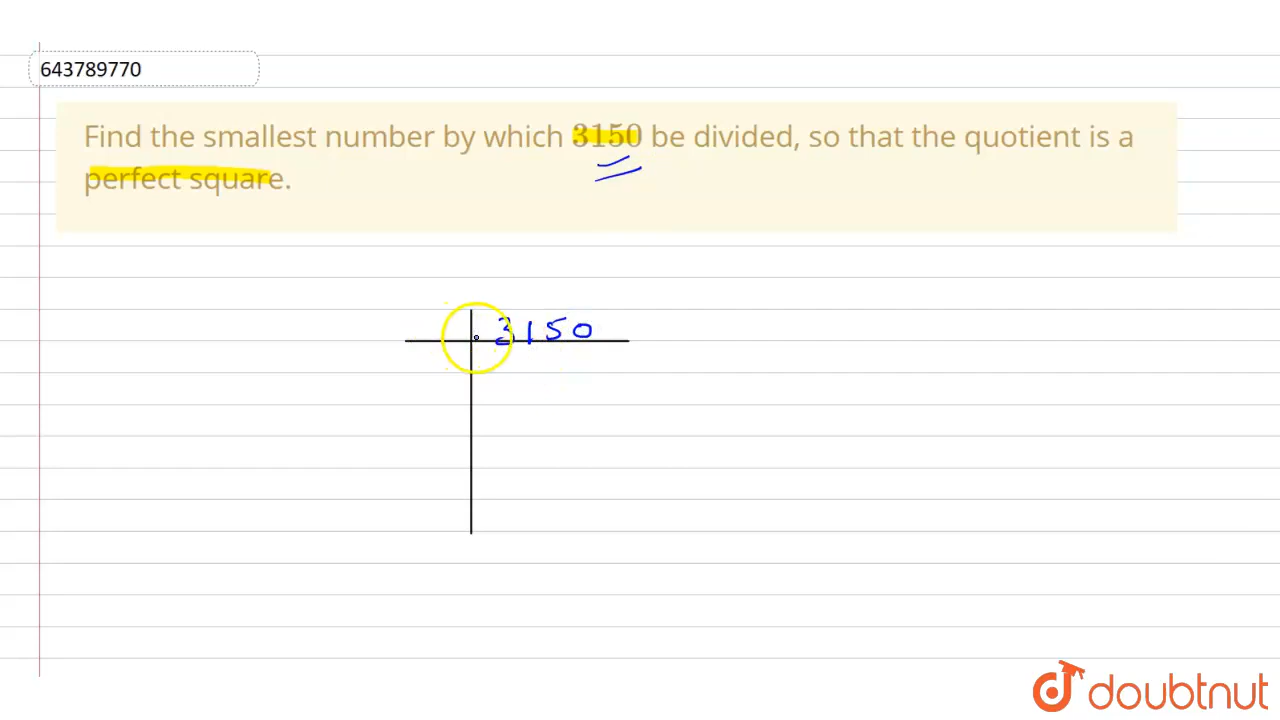 643789770
Find the smallest number by which 3150 be divided, so that the quotient is a
perfect square.
3150
doubtnut